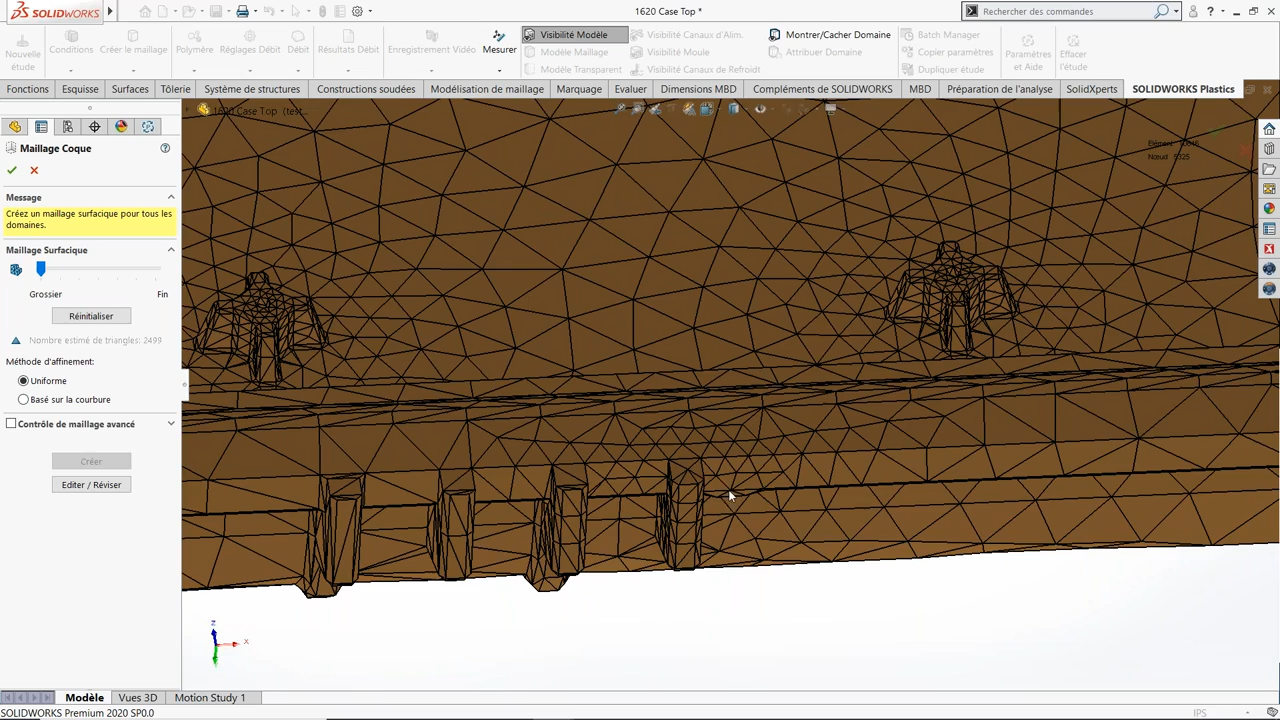 SOLIDWORKS
1620 Case Top *
Rechercher des commandes
Nouvelle étude
Conditions
Créer le maillage
Polymère
Réglages Débit
Débit
Résultats Débit
Enregistrement Vidéo
Mesurer
Visibilité Modèle
Modèle Maillage
Modèle Transparent
Visibilité Canaux d'Alim.
Visibilité Moule
Visibilité Canaux de Refroidt
Montrer/Cacher Domaine
Attribuer Domaine
Batch Manager
Copier paramètres
Dupliquer étude
Paramètres et Aide
Effacer l'étude
Fonctions
Esquisse
Surfaces
Tôlerie
Système de structures
Constructions soudées
Modélisation de maillage
Marquage
Evaluer
Dimensions MBD
Compléments de SOLIDWORKS
MBD
Préparation de l'analyse
SolidXperts
SOLIDWORKS Plastics
1620 Case Top (test...
Maillage Coque
Message
Créez un maillage surfacique pour tous les
domaines.
Maillage Surfacique
Grossier
Fin
Réinitialiser
Nombre estimé de triangles: 2499
Méthode d'affinement:
Uniforme
Basé sur la courbure
Contrôle de maillage avancé
Créer
Editer / Réviser
z
x
Modèle
Vues 3D
Motion Study 1
SOLIDWORKS Premium 2020 SP0.0
IPS